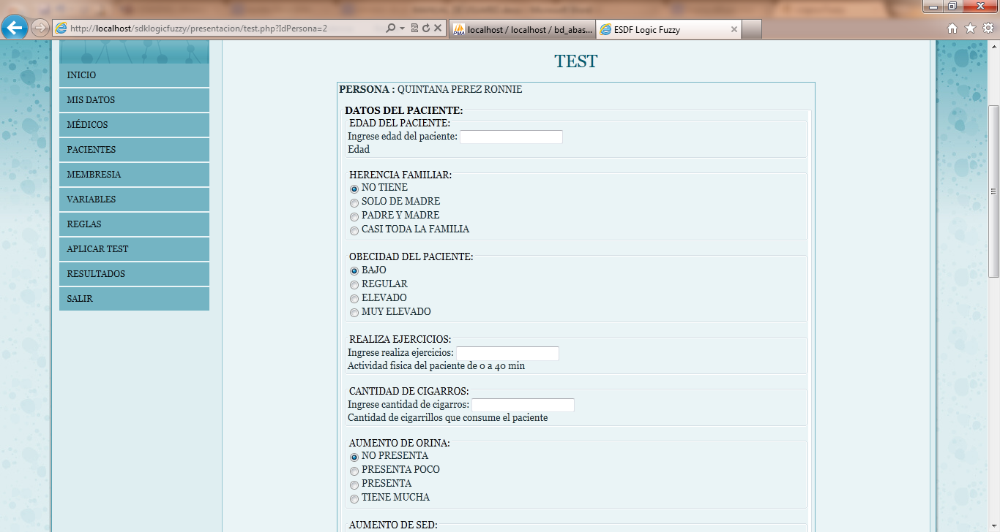 http://localhost/sdklogicfuzzy/presentacion/test.php?IdPersona=2
localhost / localhost / bd_abas...
ESDF Logic Fuzzy
INICIO
MIS DATOS
MÉDICOS
PACIENTES
MEMBRESIA
VARIABLES
REGLAS
APLICAR TEST
RESULTADOS
SALIR
TEST
PERSONA : QUINTANA PEREZ RONNIE
DATOS DEL PACIENTE:
EDAD DEL PACIENTE:
Ingrese edad del paciente:
Edad
HERENCIA FAMILIAR:
NO TIENE
SOLO DE MADRE
PADRE Y MADRE
CASI TODA LA FAMILIA
OBECIDAD DEL PACIENTE:
BAJO
REGULAR
ELEVADO
MUY ELEVADO
REALIZA EJERCICIOS:
Ingrese realiza ejercicios:
Actividad fisica del paciente de 0 a 40 min
CANTIDAD DE CIGARROS:
Ingrese cantidad de cigarros:
Cantidad de cigarrillos que consume el paciente
AUMENTO DE ORINA:
NO PRESENTA
PRESENTA POCO
PRESENTA
TIENE MUCHA
AUMENTO DE SED: